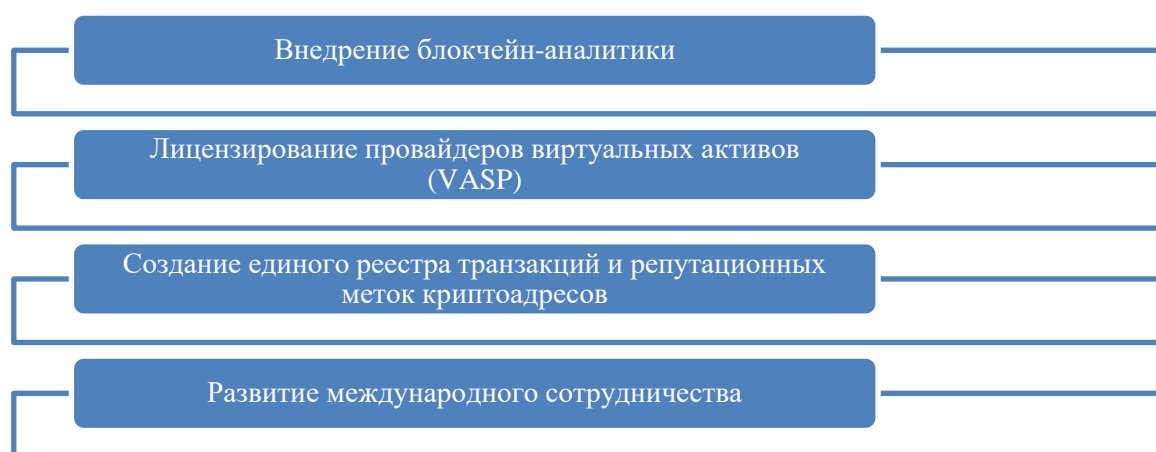 Внедрение блокчейн-аналитики
Лицензирование провайдеров виртуальных активов
(VASP)
Создание единого реестра транзакций и репутационных
меток криптоадресов
Развитие международного сотрудничества